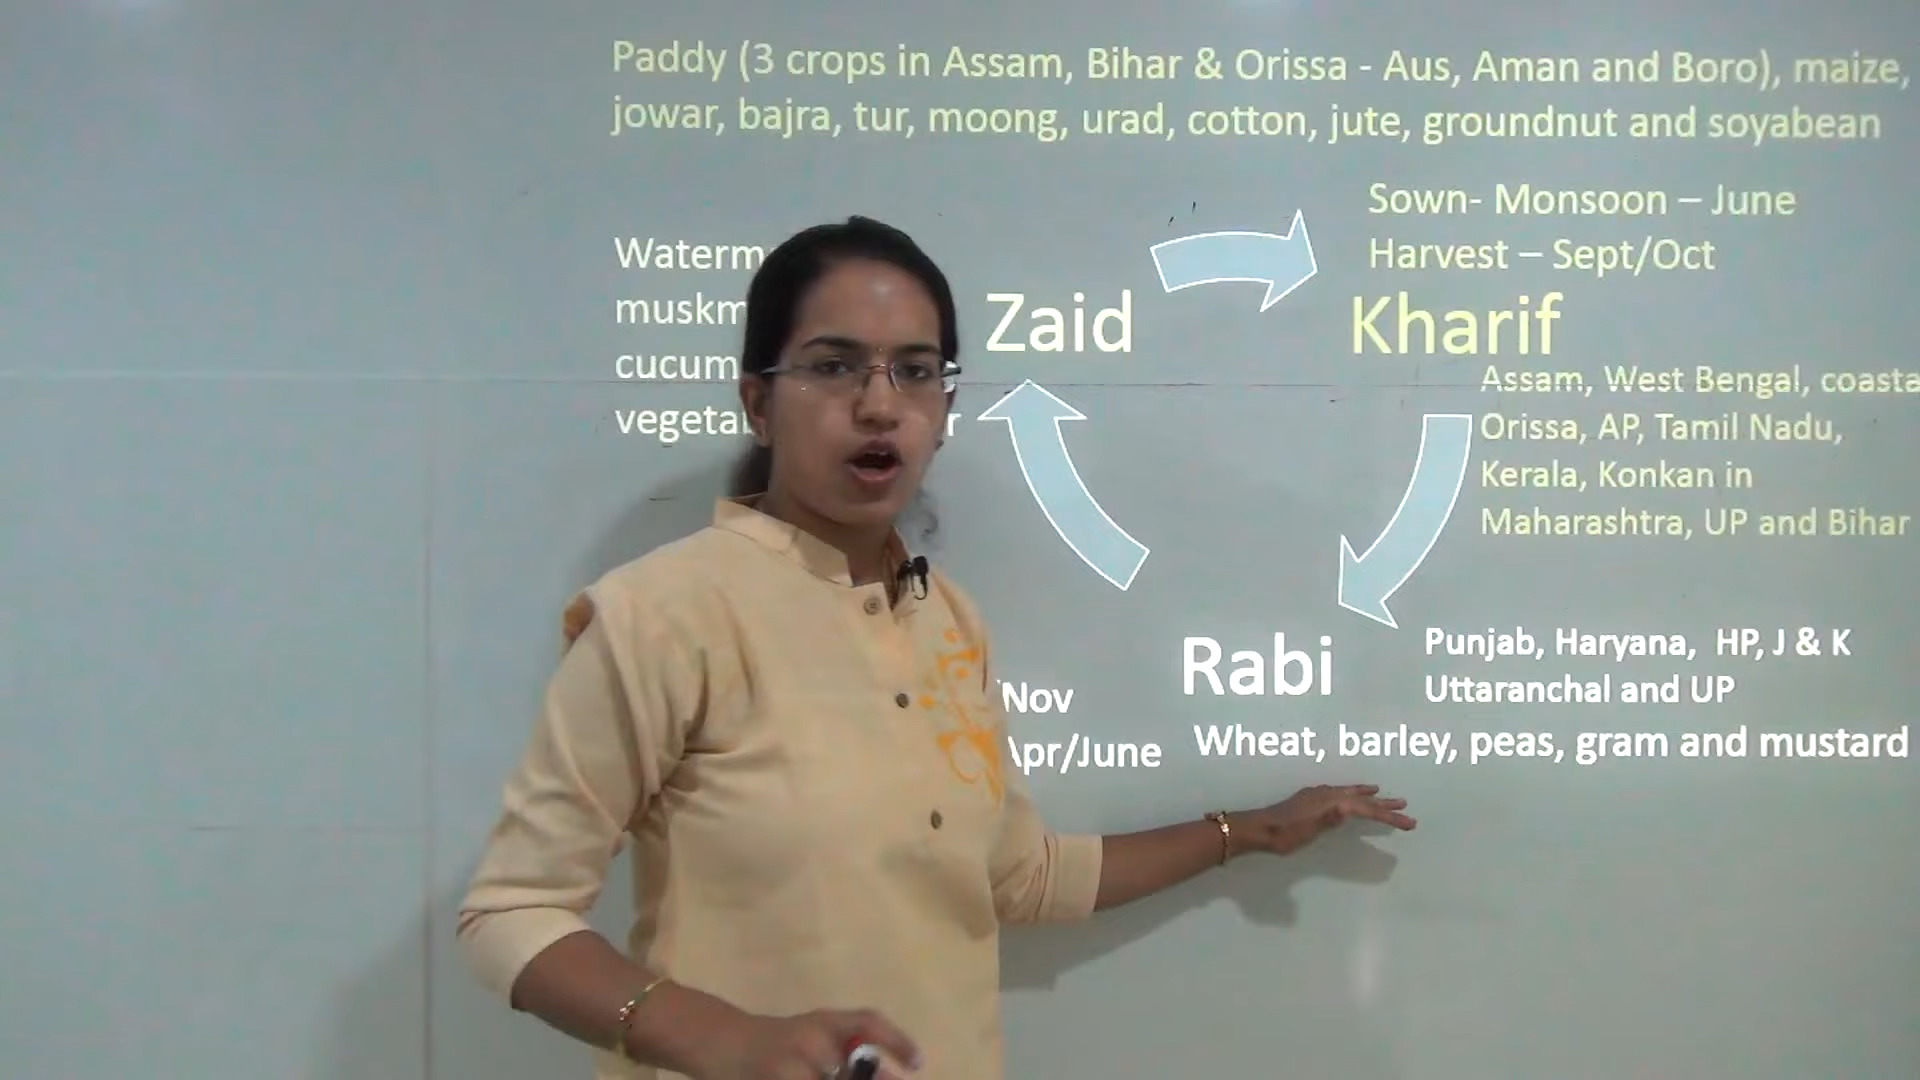 Paddy (3 crops in Assam, Bihar & Orissa - Aus, Aman and Boro), maize,
jowar, bajra, tur, moong, urad, cotton, jute, groundnut and soyabean
Sown- Monsoon – June
Harvest – Sept/Oct
Zaid
Kharif
Assam, West Bengal,
Orissa, AP, Tamil Nadu,
Kerala, Konkan in
Maharashtra, UP and Bihar
Rabi
Punjab, Haryana, HP, J & K
Uttaranchal and UP
Nov
/June
Wheat, barley, peas, gram and mustard